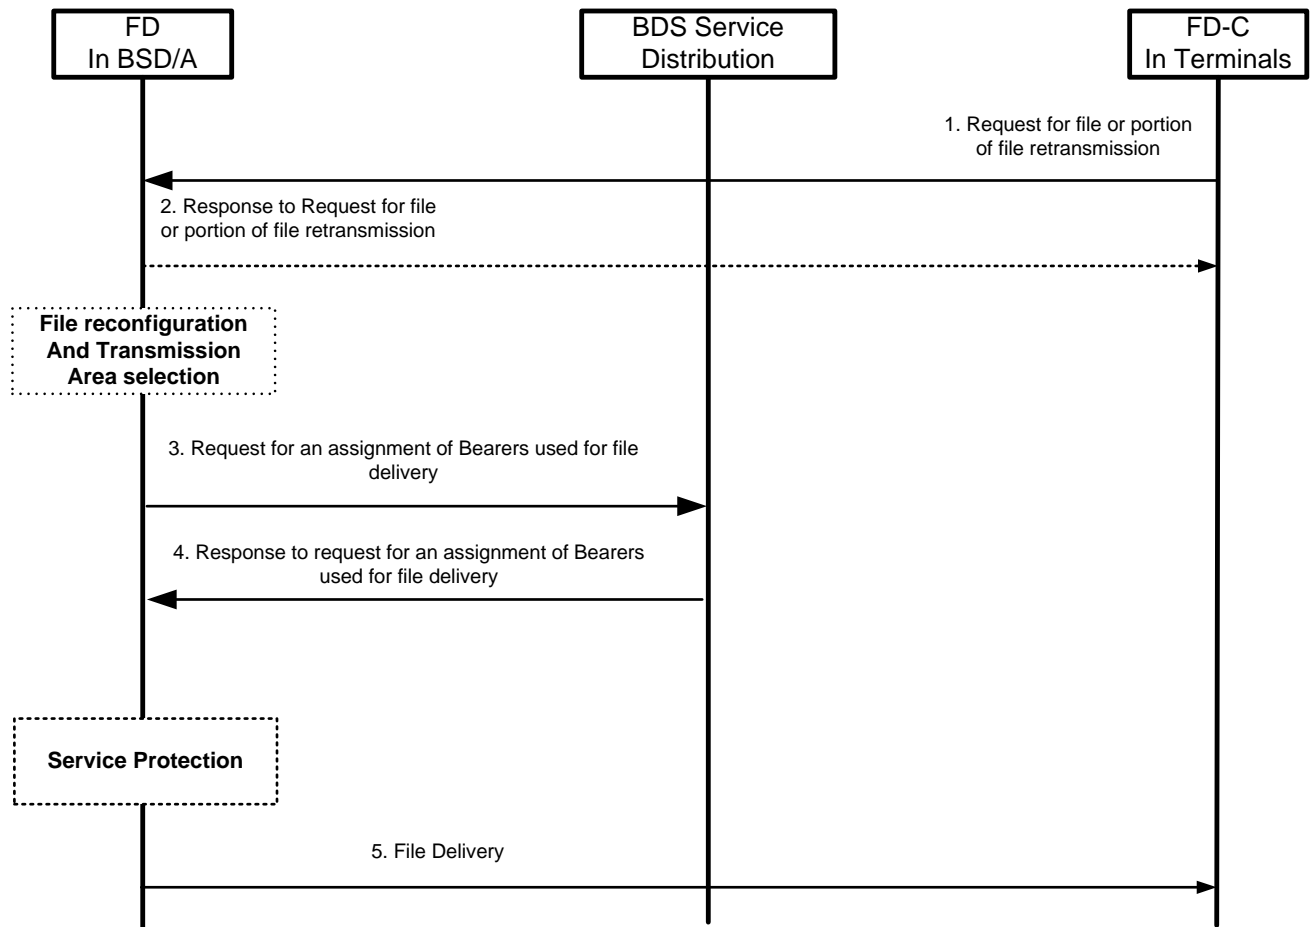 FD
In BSD/A
BDS Service
Distribution
FD-C
In Terminals
1. Request for file or portion
of file retransmission
2. Response to Request for file
or portion of file retransmission
File reconfiguration
And Transmission
Area selection
3. Request for an assignment of Bearers used for file
delivery
4. Response to request for an assignment of Bearers
used for file delivery
Service Protection
5. File Delivery